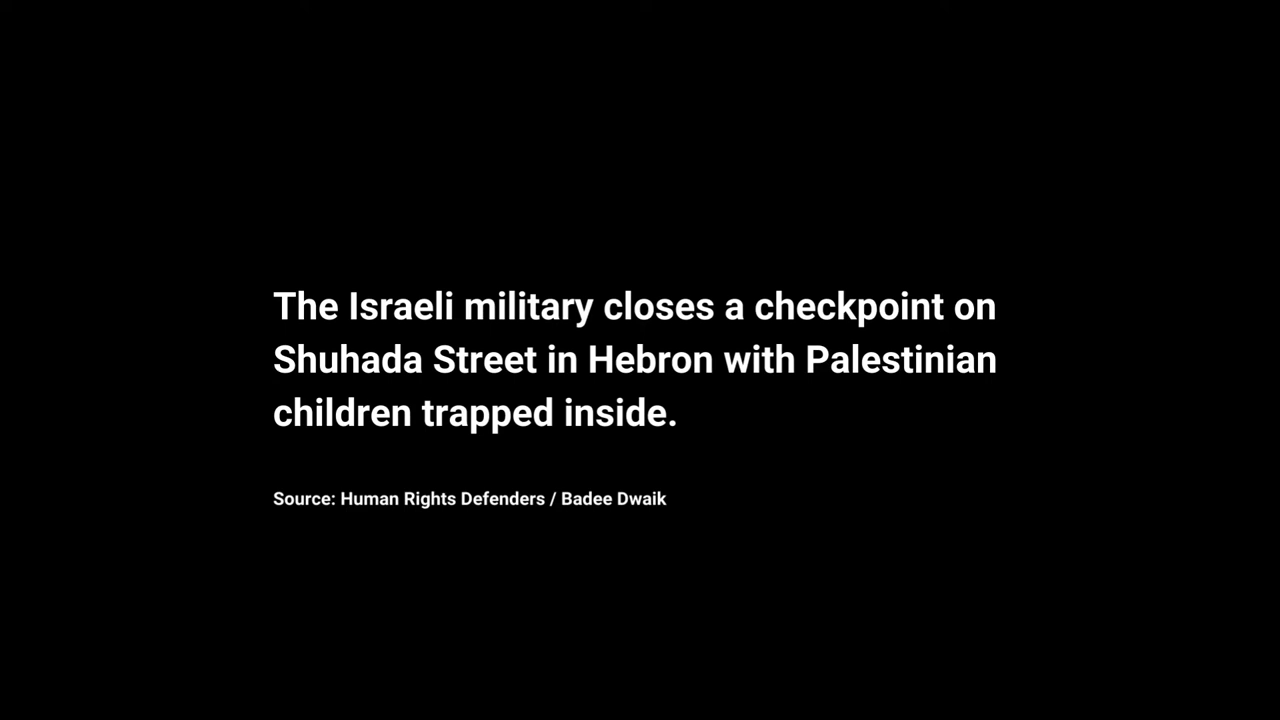 The Israeli military closes a checkpoint on
Shuhada Street in Hebron with Palestinian
children trapped inside.
Source: Human Rights Defenders / Badee Dwaik